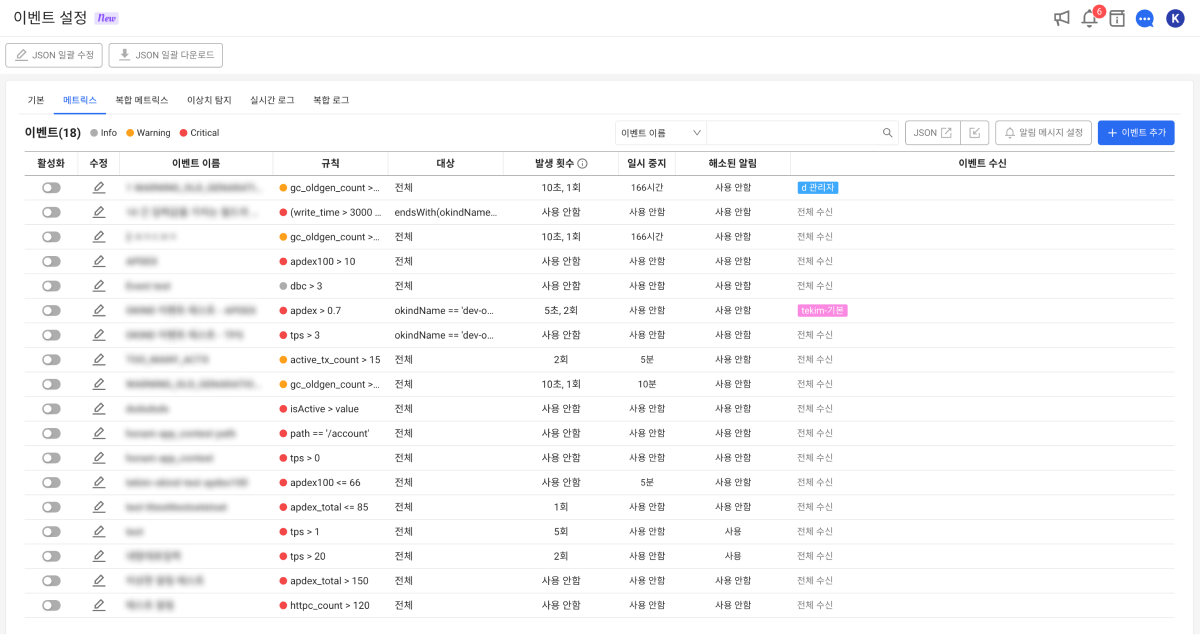 이벤트 설정 New
6
K
JSON 일괄 수정 JSON 일괄 다운로드
기본 메트릭스 복합 메트릭스 이상치 탐지 실시간 로그 복합 로그
이벤트(18) Info Warning Critical 이벤트 이름 JSON 알림 메시지 설정 이벤트 추가
활성화 수정 이벤트 이름 규칙 대상 발생 횟수 일시 중지 해소된 알림 이벤트 수신
gc_oldgen_count >... 전체 10초, 1회 166시간 사용 안함 d 관리자
(write_time > 3000 ... endsWith(okindName... 사용 안함 사용 안함 사용 안함 전체 수신
gc_oldgen_count >... 전체 10초, 1회 166시간 사용 안함 전체 수신
apdex100 > 10 전체 사용 안함 사용 안함 사용 안함 전체 수신
dbc > 3 전체 사용 안함 사용 안함 사용 안함 전체 수신
apdex > 0.7 okindName == 'dev-o... 5초, 2회 사용 안함 사용 안함 tekim-기본
tps > 3 okindName == 'dev-o... 사용 안함 사용 안함 사용 안함 전체 수신
active_tx_count > 15 전체 2회 5분 사용 안함 전체 수신
gc_oldgen_count >... 전체 10초, 1회 10분 사용 안함 전체 수신
isActive > value 전체 사용 안함 사용 안함 사용 안함 전체 수신
path == '/account' 전체 사용 안함 사용 안함 사용 안함 전체 수신
tps > 0 전체 사용 안함 사용 안함 사용 안함 전체 수신
apdex100 <= 66 전체 사용 안함 5분 사용 안함 전체 수신
apdex_total <= 85 전체 1회 사용 안함 사용 안함 전체 수신
tps > 1 전체 5회 사용 안함 사용 전체 수신
tps > 20 전체 2회 사용 안함 사용 전체 수신
apdex_total > 150 전체 사용 안함 사용 안함 사용 안함 전체 수신
httpc_count > 120 전체 사용 안함 사용 안함 사용 안함 전체 수신